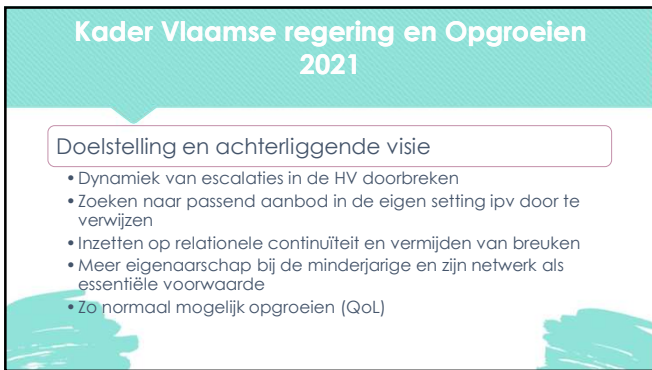 Kader Vlaamse regering en Opgroeien
2021
Doelstelling en achterliggende visie
• Dynamiek van escalaties in de HV doorbreken
• Zoeken naar passend aanbod in de eigen setting ipv door te
verwijzen
• Inzetten op relationele continuïteit en vermijden van breuken
• Meer eigenaarschap bij de minderjarige en zijn netwerk als
essentiële voorwaarde
• Zo normaal mogelijk opgroeien (QoL)